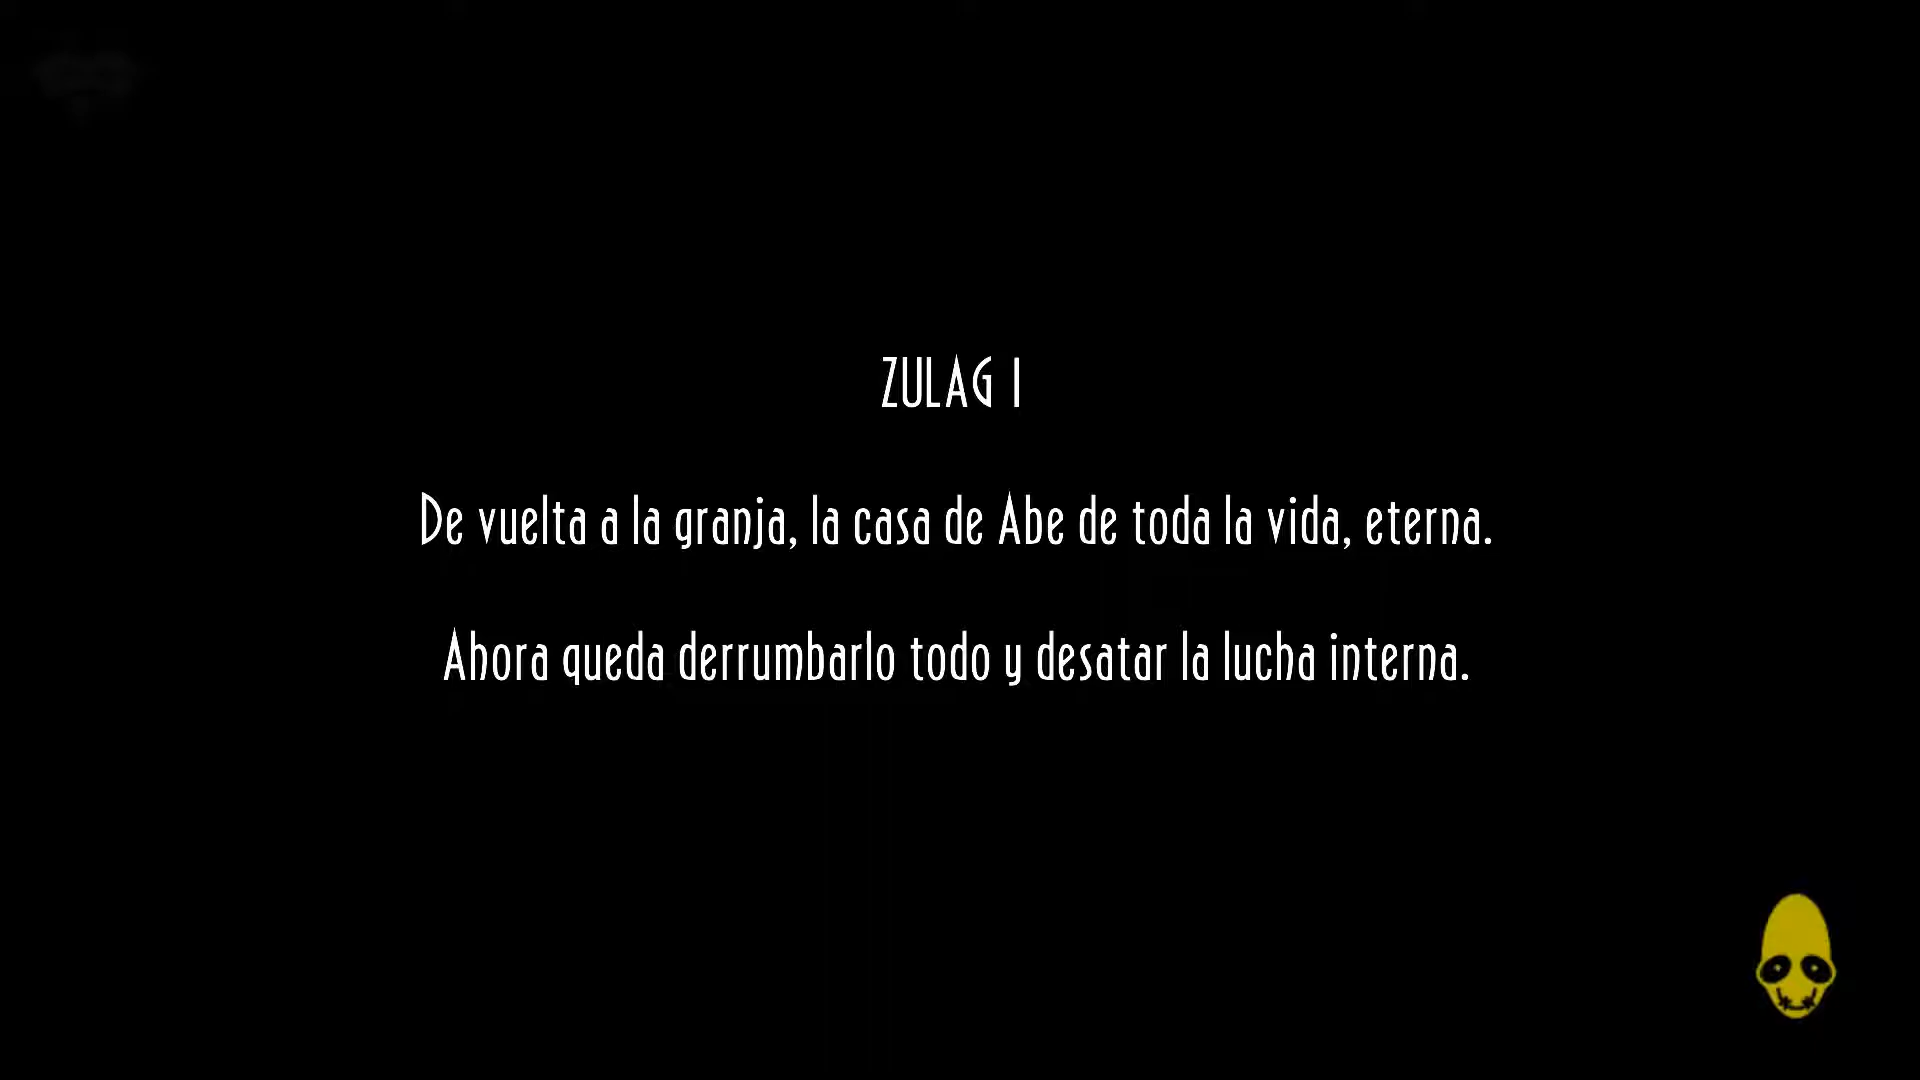 ZULAG 1
De vuelta a la granja, la casa de Abe de toda la vida, eterna.
Ahora queda derrumbarlo todo y desatar la lucha interna.